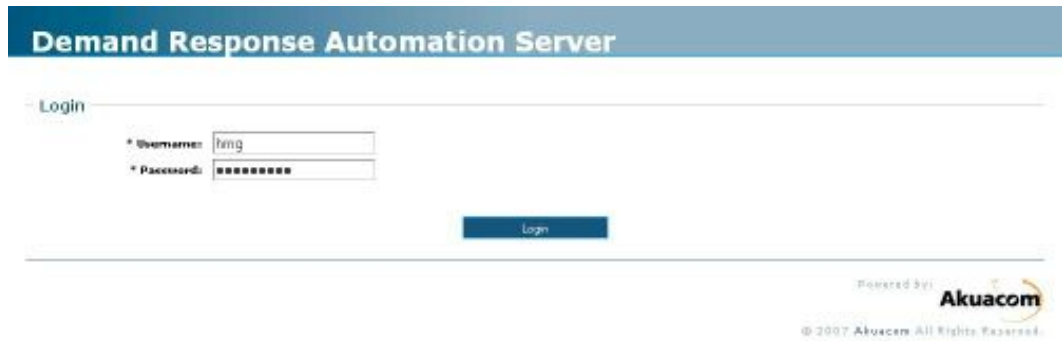 Demand Response Automation Server
Login
* Username: hmg
* Password: •••••••••
Login
Powered by:
Akuacom
© 2007 Akuacom All Rights Reserved.